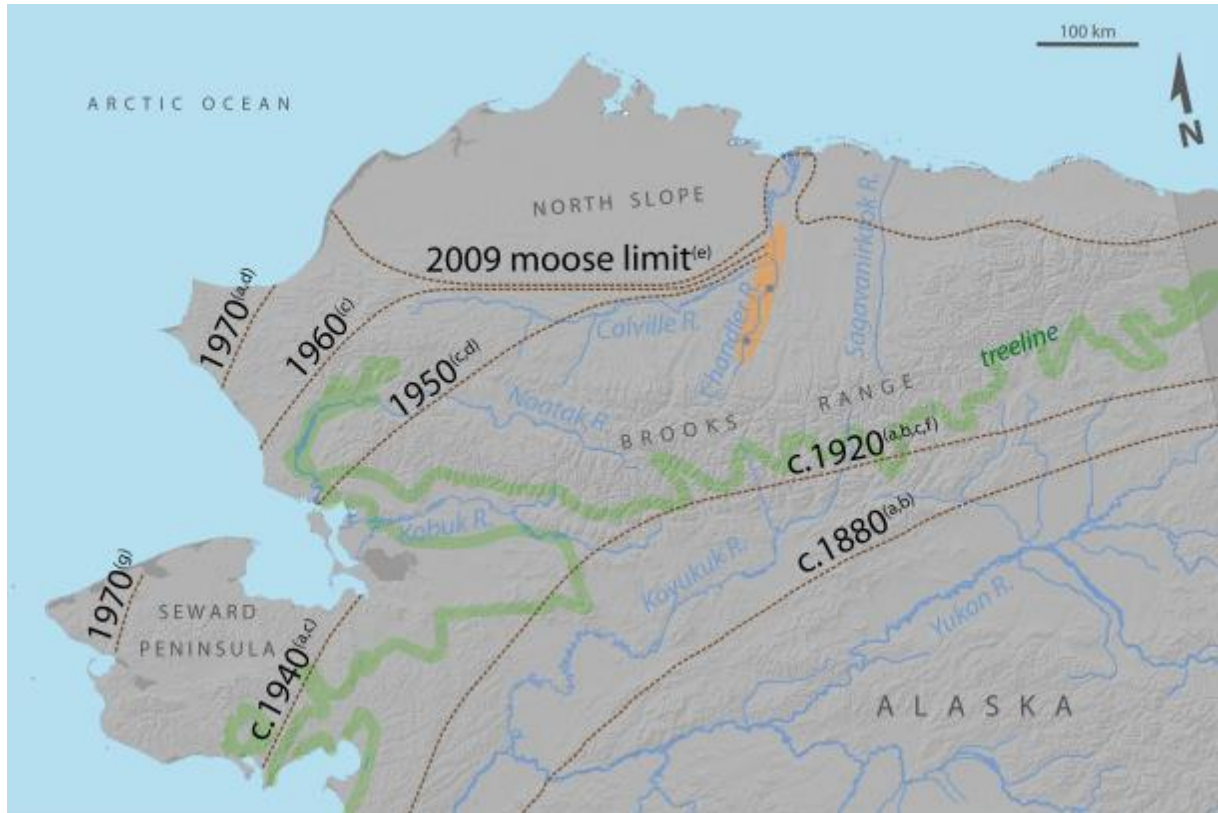 100 km
ARCTIC OCEAN
N
NORTH SLOPE
2009 moose limit(e)
1970(a,d)
1960(c)
1950(c,d)
Colville R.
Chandler R.
Sagavanirktok R.
treeline
Noatak R.
BROOKS RANGE
c.1920(a,b,c,f)
Kobuk R.
c.1880(a,b)
Koyukuk R.
Yukon R.
1970(g)
SEWARD
PENINSULA
c.1940(a,c)
ALASKA